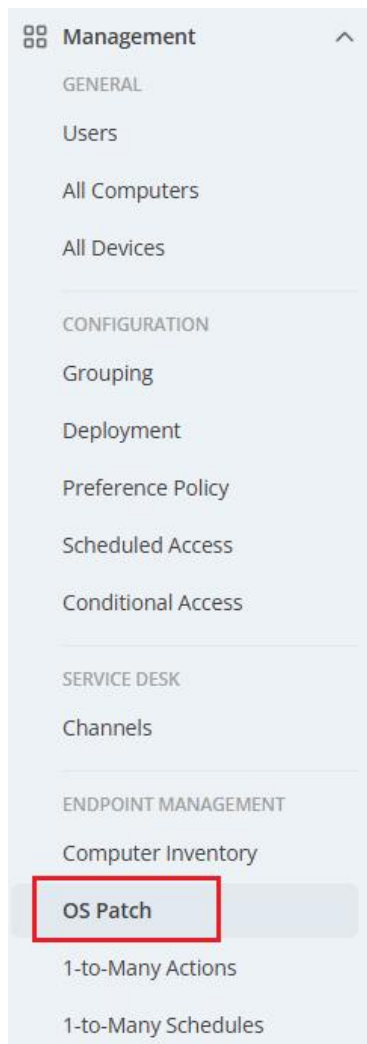 Management
GENERAL
Users
All Computers
All Devices
CONFIGURATION
Grouping
Deployment
Preference Policy
Scheduled Access
Conditional Access
SERVICE DESK
Channels
ENDPOINT MANAGEMENT
Computer Inventory
OS Patch
1-to-Many Actions
1-to-Many Schedules